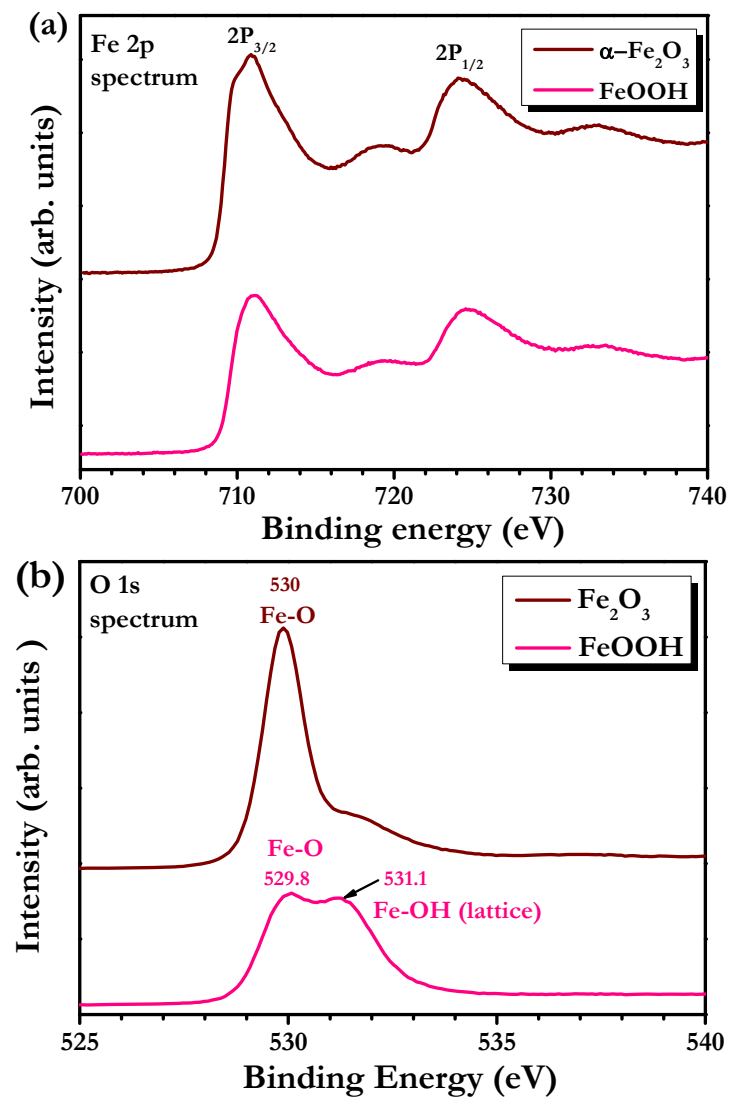 (a)
Fe 2p
spectrum
2P3/2
2P1/2
α–Fe2O3
FeOOH
Intensity (arb. units)
700 710 720 730 740
Binding energy (eV)
(b)
O 1s
spectrum
530
Fe-O
Fe2O3
FeOOH
Intensity (arb. units )
Fe-O
529.8
531.1
Fe-OH (lattice)
525 530 535 540
Binding Energy (eV)